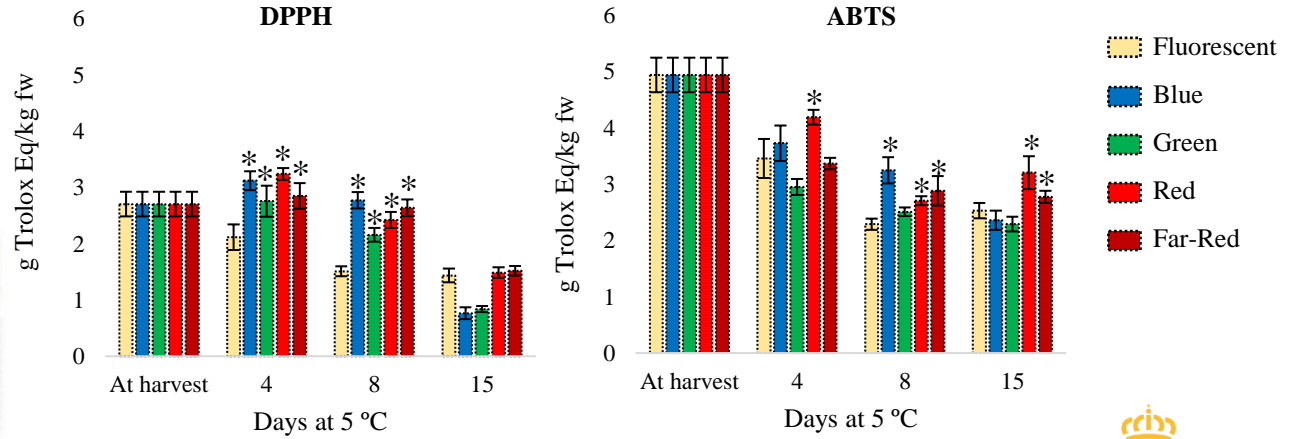 DPPH
g Trolox Eq/kg fw
6
5
4
3
2
1
0
* * * *
* * * *
At harvest 4 8 15
Days at 5 ºC
ABTS
g Trolox Eq/kg fw
6
5
4
3
2
1
0
*
* * *
* *
At harvest 4 8 15
Days at 5 ºC
Fluorescent
Blue
Green
Red
Far-Red